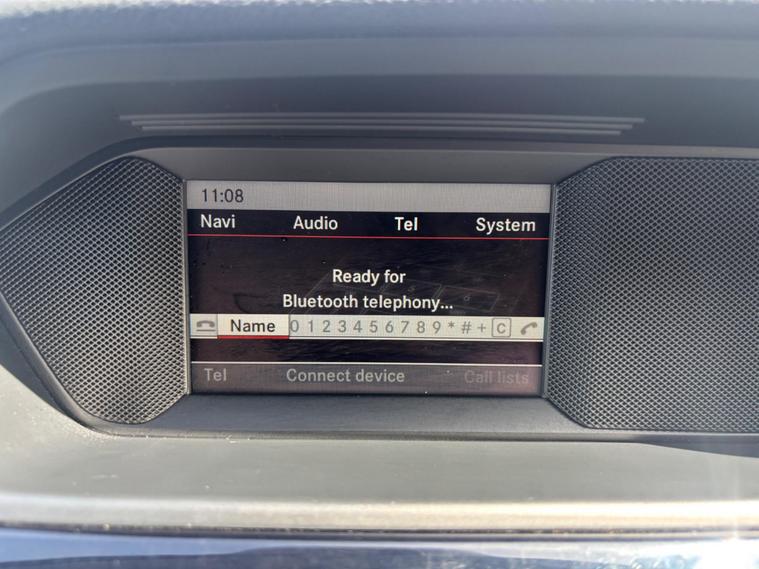 11:08
Navi Audio Tel System
Ready for
Bluetooth telephony...
Name 0 1 2 3 4 5 6 7 8 9 * # + C
Tel Connect device Call lists